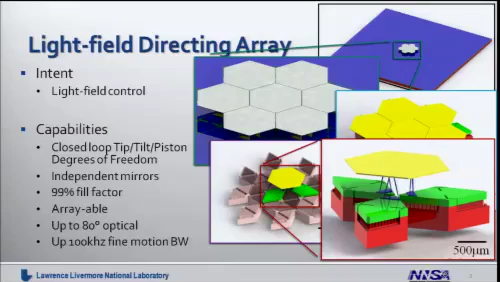 Light-field Directing Array
Intent
Light-field control
Capabilities
Closed loop Tip/Tilt/Piston
Degrees of Freedom
Independent mirrors
99% fill factor
Array-able
Up to 80° optical
Up 100khz fine motion BW
500µm
Lawrence Livermore National Laboratory
NNSA
2